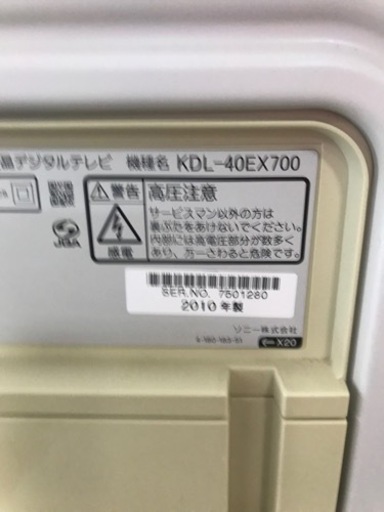 晶デジタルテレビ 機種名 KDL-40EX700
警告 高圧注意
サービスマン以外の方は
裏ぶたをあけないでください。
内部には高電圧部分が数多く
あり、万一さわると危険です。
感電
JQA
SER.NO. 7501280
2010年製
ソニー株式会社
X20